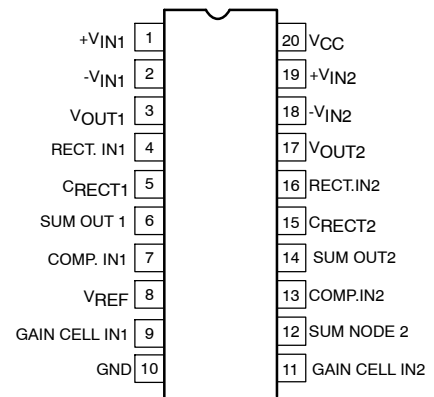 +VIN1 1 20 VCC
-VIN1 2 19 +VIN2
VOUT1 3 18 -VIN2
RECT. IN1 4 17 VOUT2
CRECT1 5 16 RECT.IN2
SUM OUT 1 6 15 CRECT2
COMP. IN1 7 14 SUM OUT2
VREF 8 13 COMP.IN2
GAIN CELL IN1 9 12 SUM NODE 2
GND 10 11 GAIN CELL IN2